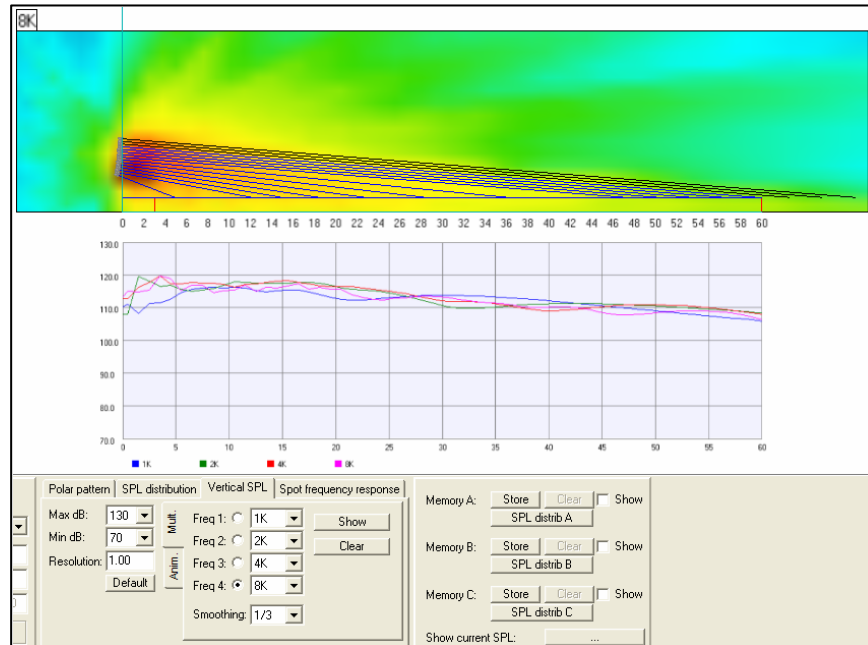 8K
0 2 4 6 8 10 12 14 16 18 20 22 24 26 28 30 32 34 36 38 40 42 44 46 48 50 52 54 56 58 60
130.0
120.0
110.0
100.0
90.0
80.0
70.0
0 5 10 15 20 25 30 35 40 45 50 55 60
1K 2K 4K 8K
Polar pattern SPL distribution Vertical SPL Spot frequency response
Max dB: 130
Min dB: 70
Resolution: 1.00
Default
Mult.
Anim.
Freq 1: 1K Show
Freq 2: 2K Clear
Freq 3: 4K
Freq 4: 8K
Smoothing: 1/3
Memory A: Store Clear Show
SPL distrib A
Memory B: Store Clear Show
SPL distrib B
Memory C: Store Clear Show
SPL distrib C
Show current SPL: ...